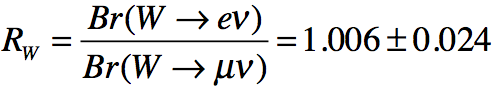 R_W = Br(W → eν) / Br(W → μν) = 1.006 ± 0.024